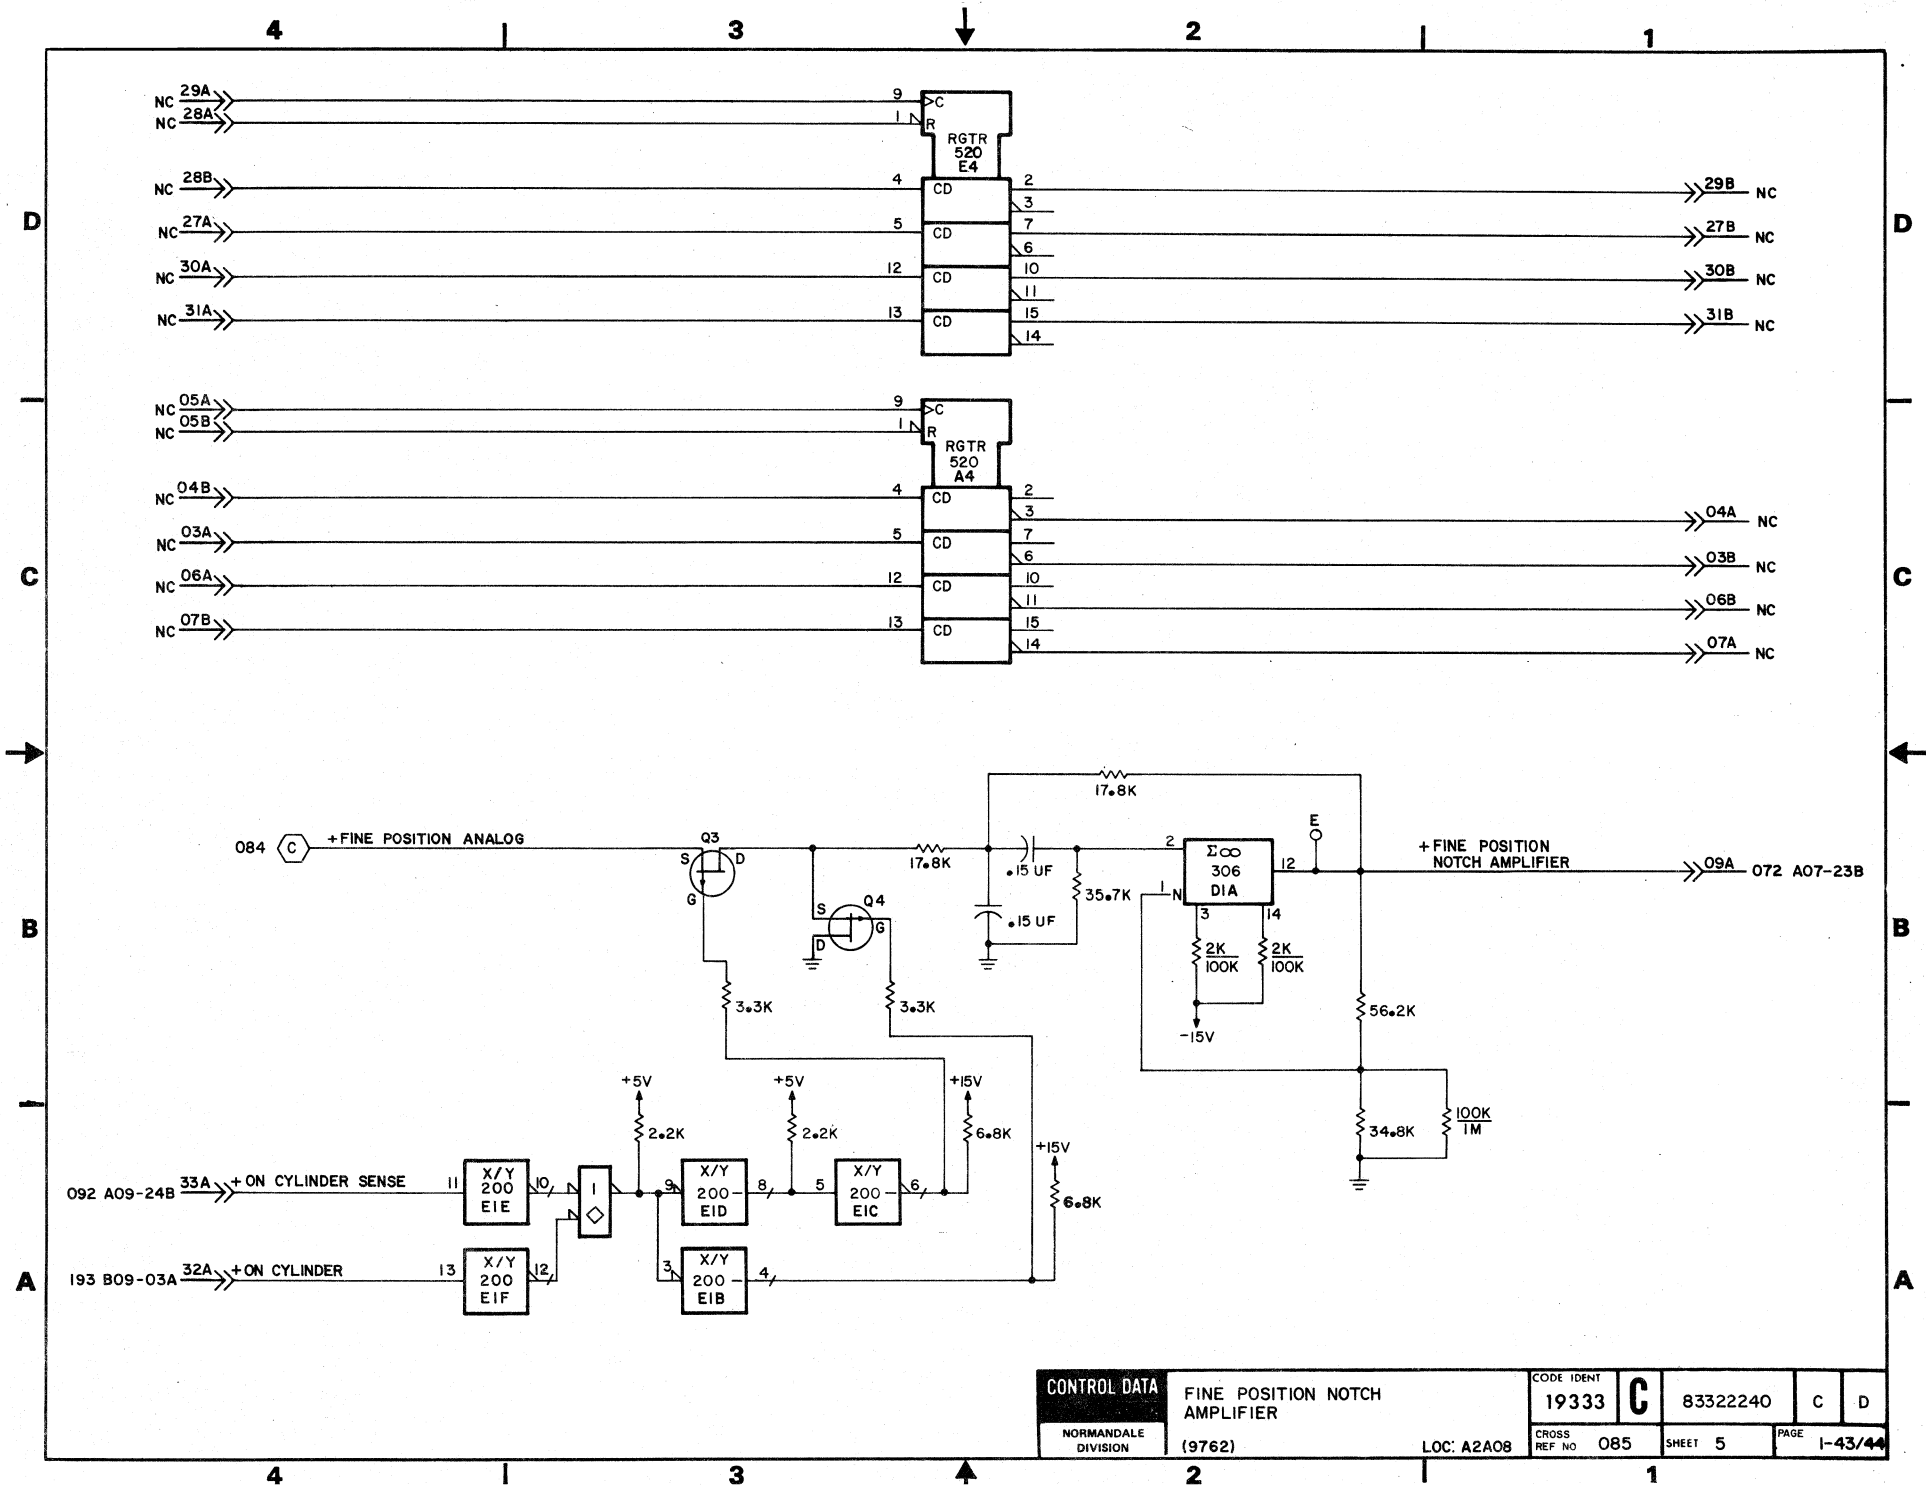 4 3 2 1
NC 29A 9 C
NC 28A 1 R
RGTR
520
E4
NC 28B 4 CD 2 29B NC
3
D NC 27A 5 CD 7 27B NC D
6
NC 30A 12 CD 10 30B NC
11
NC 31A 13 CD 15 31B NC
14
NC 05A 9 C
NC 05B 1 R
RGTR
520
A4
NC 04B 4 CD 2
3 04A NC
NC 03A 5 CD 7
6 03B NC
C NC 06A 12 CD 10 C
11 06B NC
NC 07B 13 CD 15
14 07A NC
17.8K
084 C +FINE POSITION ANALOG
Q3
S D
G
17.8K
.15 UF
.15 UF
35.7K
Q4
S G
D
2 Σ∞ 12
306
D1A
1 N
3 14
E
+FINE POSITION
NOTCH AMPLIFIER
09A 072 A07-23B
B B
2K
100K
2K
100K
-15V
3.3K 3.3K
56.2K
+5V +5V +15V
2.2K 2.2K 6.8K
+15V
6.8K
34.8K
100K
1M
092 A09-24B 33A +ON CYLINDER SENSE 11
X/Y
200
E1E
10
1
◇
9 X/Y
200
E1D
8
5 X/Y
200
E1C
6
A 193 B09-03A 32A +ON CYLINDER 13
X/Y
200
E1F
12
3 X/Y
200
E1B
4
A
CONTROL DATA
NORMANDALE
DIVISION
FINE POSITION NOTCH
AMPLIFIER
(9762) LOC: A2A08
CODE IDENT
19333 C 83322240 C D
CROSS
REF NO 085 SHEET 5 PAGE 1-43/44
4 3 2 1